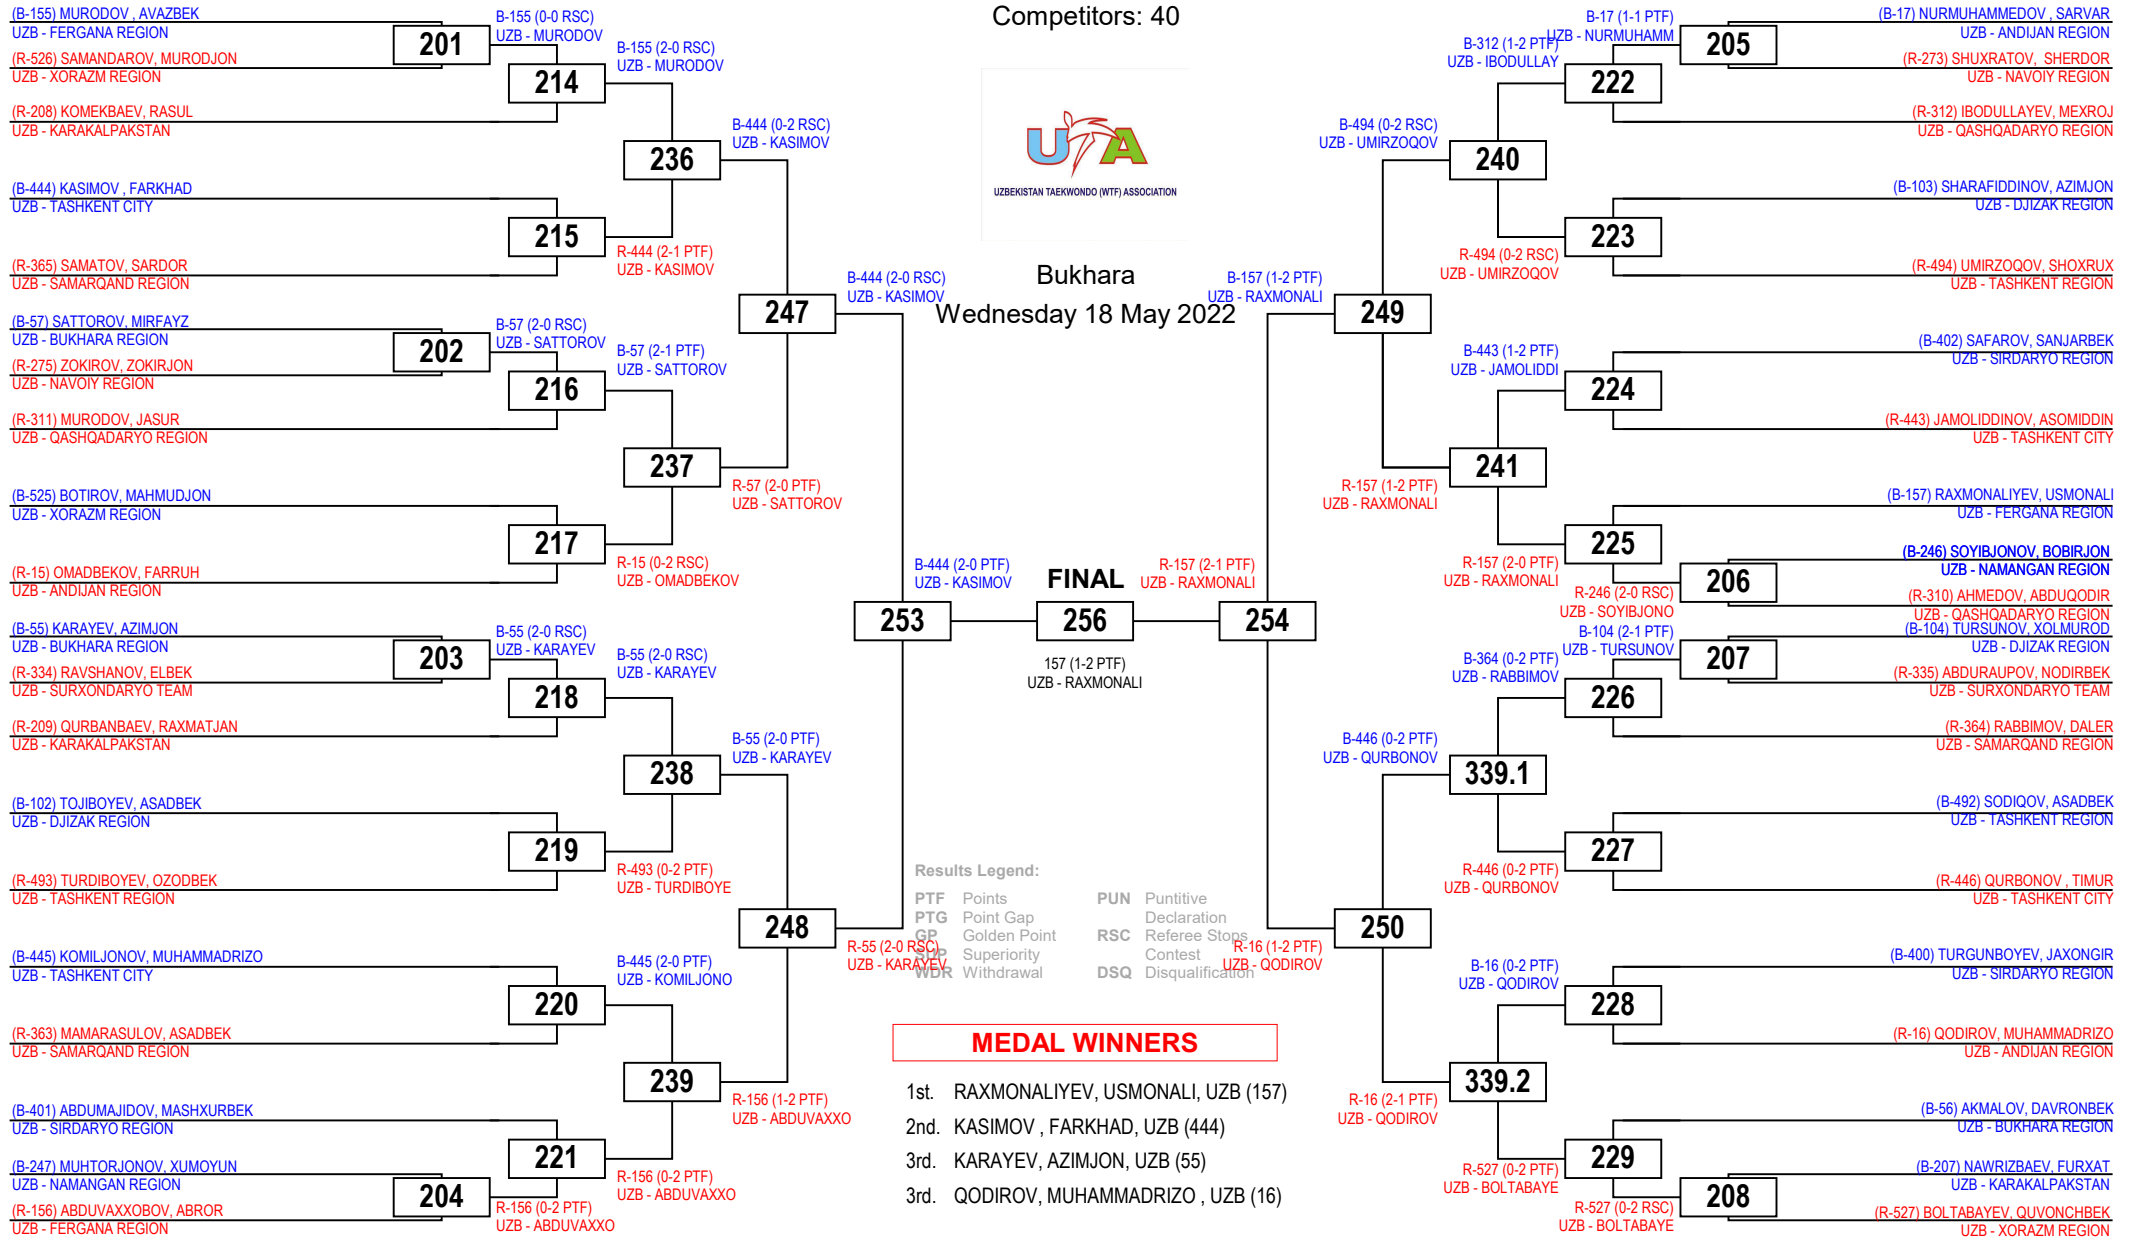 Competitors: 40
UTA
UZBEKISTAN TAEKWONDO (WTF) ASSOCIATION
Bukhara
Wednesday 18 May 2022
(B-155) MURODOV , AVAZBEK
UZB - FERGANA REGION
(R-526) SAMANDAROV, MURODJON
UZB - XORAZM REGION
(R-208) KOMEKBAEV, RASUL
UZB - KARAKALPAKSTAN
(B-444) KASIMOV , FARKHAD
UZB - TASHKENT CITY
(R-365) SAMATOV, SARDOR
UZB - SAMARQAND REGION
(B-57) SATTOROV, MIRFAYZ
UZB - BUKHARA REGION
(R-275) ZOKIROV, ZOKIRJON
UZB - NAVOIY REGION
(R-311) MURODOV, JASUR
UZB - QASHQADARYO REGION
(B-525) BOTIROV, MAHMUDJON
UZB - XORAZM REGION
(R-15) OMADBEKOV, FARRUH
UZB - ANDIJAN REGION
(B-55) KARAYEV, AZIMJON
UZB - BUKHARA REGION
(R-334) RAVSHANOV, ELBEK
UZB - SURXONDARYO TEAM
(R-209) QURBANBAEV, RAXMATJAN
UZB - KARAKALPAKSTAN
(B-102) TOJIBOYEV , ASADBEK
UZB - DJIZAK REGION
(R-493) TURDIBOYEV, OZODBEK
UZB - TASHKENT REGION
(B-445) KOMILJONOV, MUHAMMADRIZO
UZB - TASHKENT CITY
(R-363) MAMARASULOV, ASADBEK
UZB - SAMARQAND REGION
(B-401) ABDUMAJIDOV, MASHXURBEK
UZB - SIRDARYO REGION
(B-247) MUHTORJONOV, XUMOYUN
UZB - NAMANGAN REGION
(R-156) ABDUVAXXOBOV, ABROR
UZB - FERGANA REGION
201
202
203
204
B-155 (0-0 RSC)
UZB - MURODOV
B-57 (2-0 RSC)
UZB - SATTOROV
B-55 (2-0 RSC)
UZB - KARAYEV
R-156 (0-2 PTF)
UZB - ABDUVAXXO
214
215
216
217
218
219
220
221
B-155 (2-0 RSC)
UZB - MURODOV
R-444 (2-1 PTF)
UZB - KASIMOV
B-57 (2-1 PTF)
UZB - SATTOROV
R-15 (0-2 RSC)
UZB - OMADBEKOV
B-55 (2-0 RSC)
UZB - KARAYEV
R-493 (0-2 PTF)
UZB - TURDIBOYE
B-445 (2-0 PTF)
UZB - KOMILJONO
R-156 (0-2 PTF)
UZB - ABDUVAXXO
236
237
238
239
B-444 (0-2 RSC)
UZB - KASIMOV
R-57 (2-0 PTF)
UZB - SATTOROV
B-55 (2-0 PTF)
UZB - KARAYEV
R-156 (1-2 PTF)
UZB - ABDUVAXXO
247
248
B-444 (2-0 RSC)
UZB - KASIMOV
R-55 (2-0 RSC)
UZB - KARAYEV
253
B-444 (2-0 PTF)
UZB - KASIMOV
FINAL
256
157 (1-2 PTF)
UZB - RAXMONALI
R-157 (2-1 PTF)
UZB - RAXMONALI
254
B-157 (1-2 PTF)
UZB - RAXMONALI
R-16 (1-2 PTF)
UZB - QODIROV
249
250
B-494 (0-2 RSC)
UZB - UMIRZOQOV
R-157 (1-2 PTF)
UZB - RAXMONALI
B-446 (0-2 PTF)
UZB - QURBONOV
R-16 (2-1 PTF)
UZB - QODIROV
240
241
339.1
339.2
B-312 (1-2 PTF)
UZB - IBODULLAY
R-494 (0-2 RSC)
UZB - UMIRZOQOV
B-443 (1-2 PTF)
UZB - JAMOLIDDI
R-157 (2-0 PTF)
UZB - RAXMONALI
B-364 (0-2 PTF)
UZB - RABBIMOV
R-446 (0-2 PTF)
UZB - QURBONOV
B-16 (0-2 PTF)
UZB - QODIROV
R-527 (0-2 PTF)
UZB - BOLTABAYE
222
223
224
225
226
227
228
229
B-17 (1-1 PTF)
UZB - NURMUHAMM
R-246 (2-0 RSC)
UZB - SOYIBJONO
B-104 (2-1 PTF)
UZB - TURSUNOV
R-527 (0-2 RSC)
UZB - BOLTABAYE
205
206
207
208
(B-17) NURMUHAMMEDOV , SARVAR
UZB - ANDIJAN REGION
(R-273) SHUXRATOV, SHERDOR
UZB - NAVOIY REGION
(R-312) IBODULLAYEV, MEXROJ
UZB - QASHQADARYO REGION
(B-103) SHARAFIDDINOV, AZIMJON
UZB - DJIZAK REGION
(R-494) UMIRZOQOV, SHOXRUX
UZB - TASHKENT REGION
(B-402) SAFAROV, SANJARBEK
UZB - SIRDARYO REGION
(R-443) JAMOLIDDINOV, ASOMIDDIN
UZB - TASHKENT CITY
(B-157) RAXMONALIYEV, USMONALI
UZB - FERGANA REGION
(B-246) SOYIBJONOV, BOBIRJON
UZB - NAMANGAN REGION
(R-310) AHMEDOV, ABDUQODIR
UZB - QASHQADARYO REGION
(B-104) TURSUNOV, XOLMUROD
UZB - DJIZAK REGION
(R-335) ABDURAUPOV, NODIRBEK
UZB - SURXONDARYO TEAM
(R-364) RABBIMOV, DALER
UZB - SAMARQAND REGION
(B-492) SODIQOV, ASADBEK
UZB - TASHKENT REGION
(R-446) QURBONOV , TIMUR
UZB - TASHKENT CITY
(B-400) TURGUNBOYEV, JAXONGIR
UZB - SIRDARYO REGION
(R-16) QODIROV, MUHAMMADRIZO
UZB - ANDIJAN REGION
(B-56) AKMALOV, DAVRONBEK
UZB - BUKHARA REGION
(B-207) NAWRIZBAEV, FURXAT
UZB - KARAKALPAKSTAN
(R-527) BOLTABAYEV, QUVONCHBEK
UZB - XORAZM REGION
Results Legend:
PTF Points
PTG Point Gap
GP Golden Point
SUP Superiority
WDR Withdrawal
PUN Puntitive
Declaration
RSC Referee Stops
Contest
DSQ Disqualification
MEDAL WINNERS
1st. RAXMONALIYEV, USMONALI, UZB (157)
2nd. KASIMOV , FARKHAD, UZB (444)
3rd. KARAYEV, AZIMJON, UZB (55)
3rd. QODIROV, MUHAMMADRIZO , UZB (16)